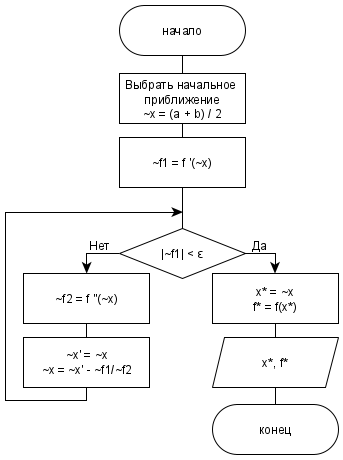 начало
Выбрать начальное
приближение
~x = (a + b) / 2
~f1 = f '(~x)
|~f1| < ε
Нет
Да
~f2 = f ''(~x)
x* = ~x
f* = f(x*)
~x' = ~x
~x = ~x' - ~f1/~f2
x*, f*
конец